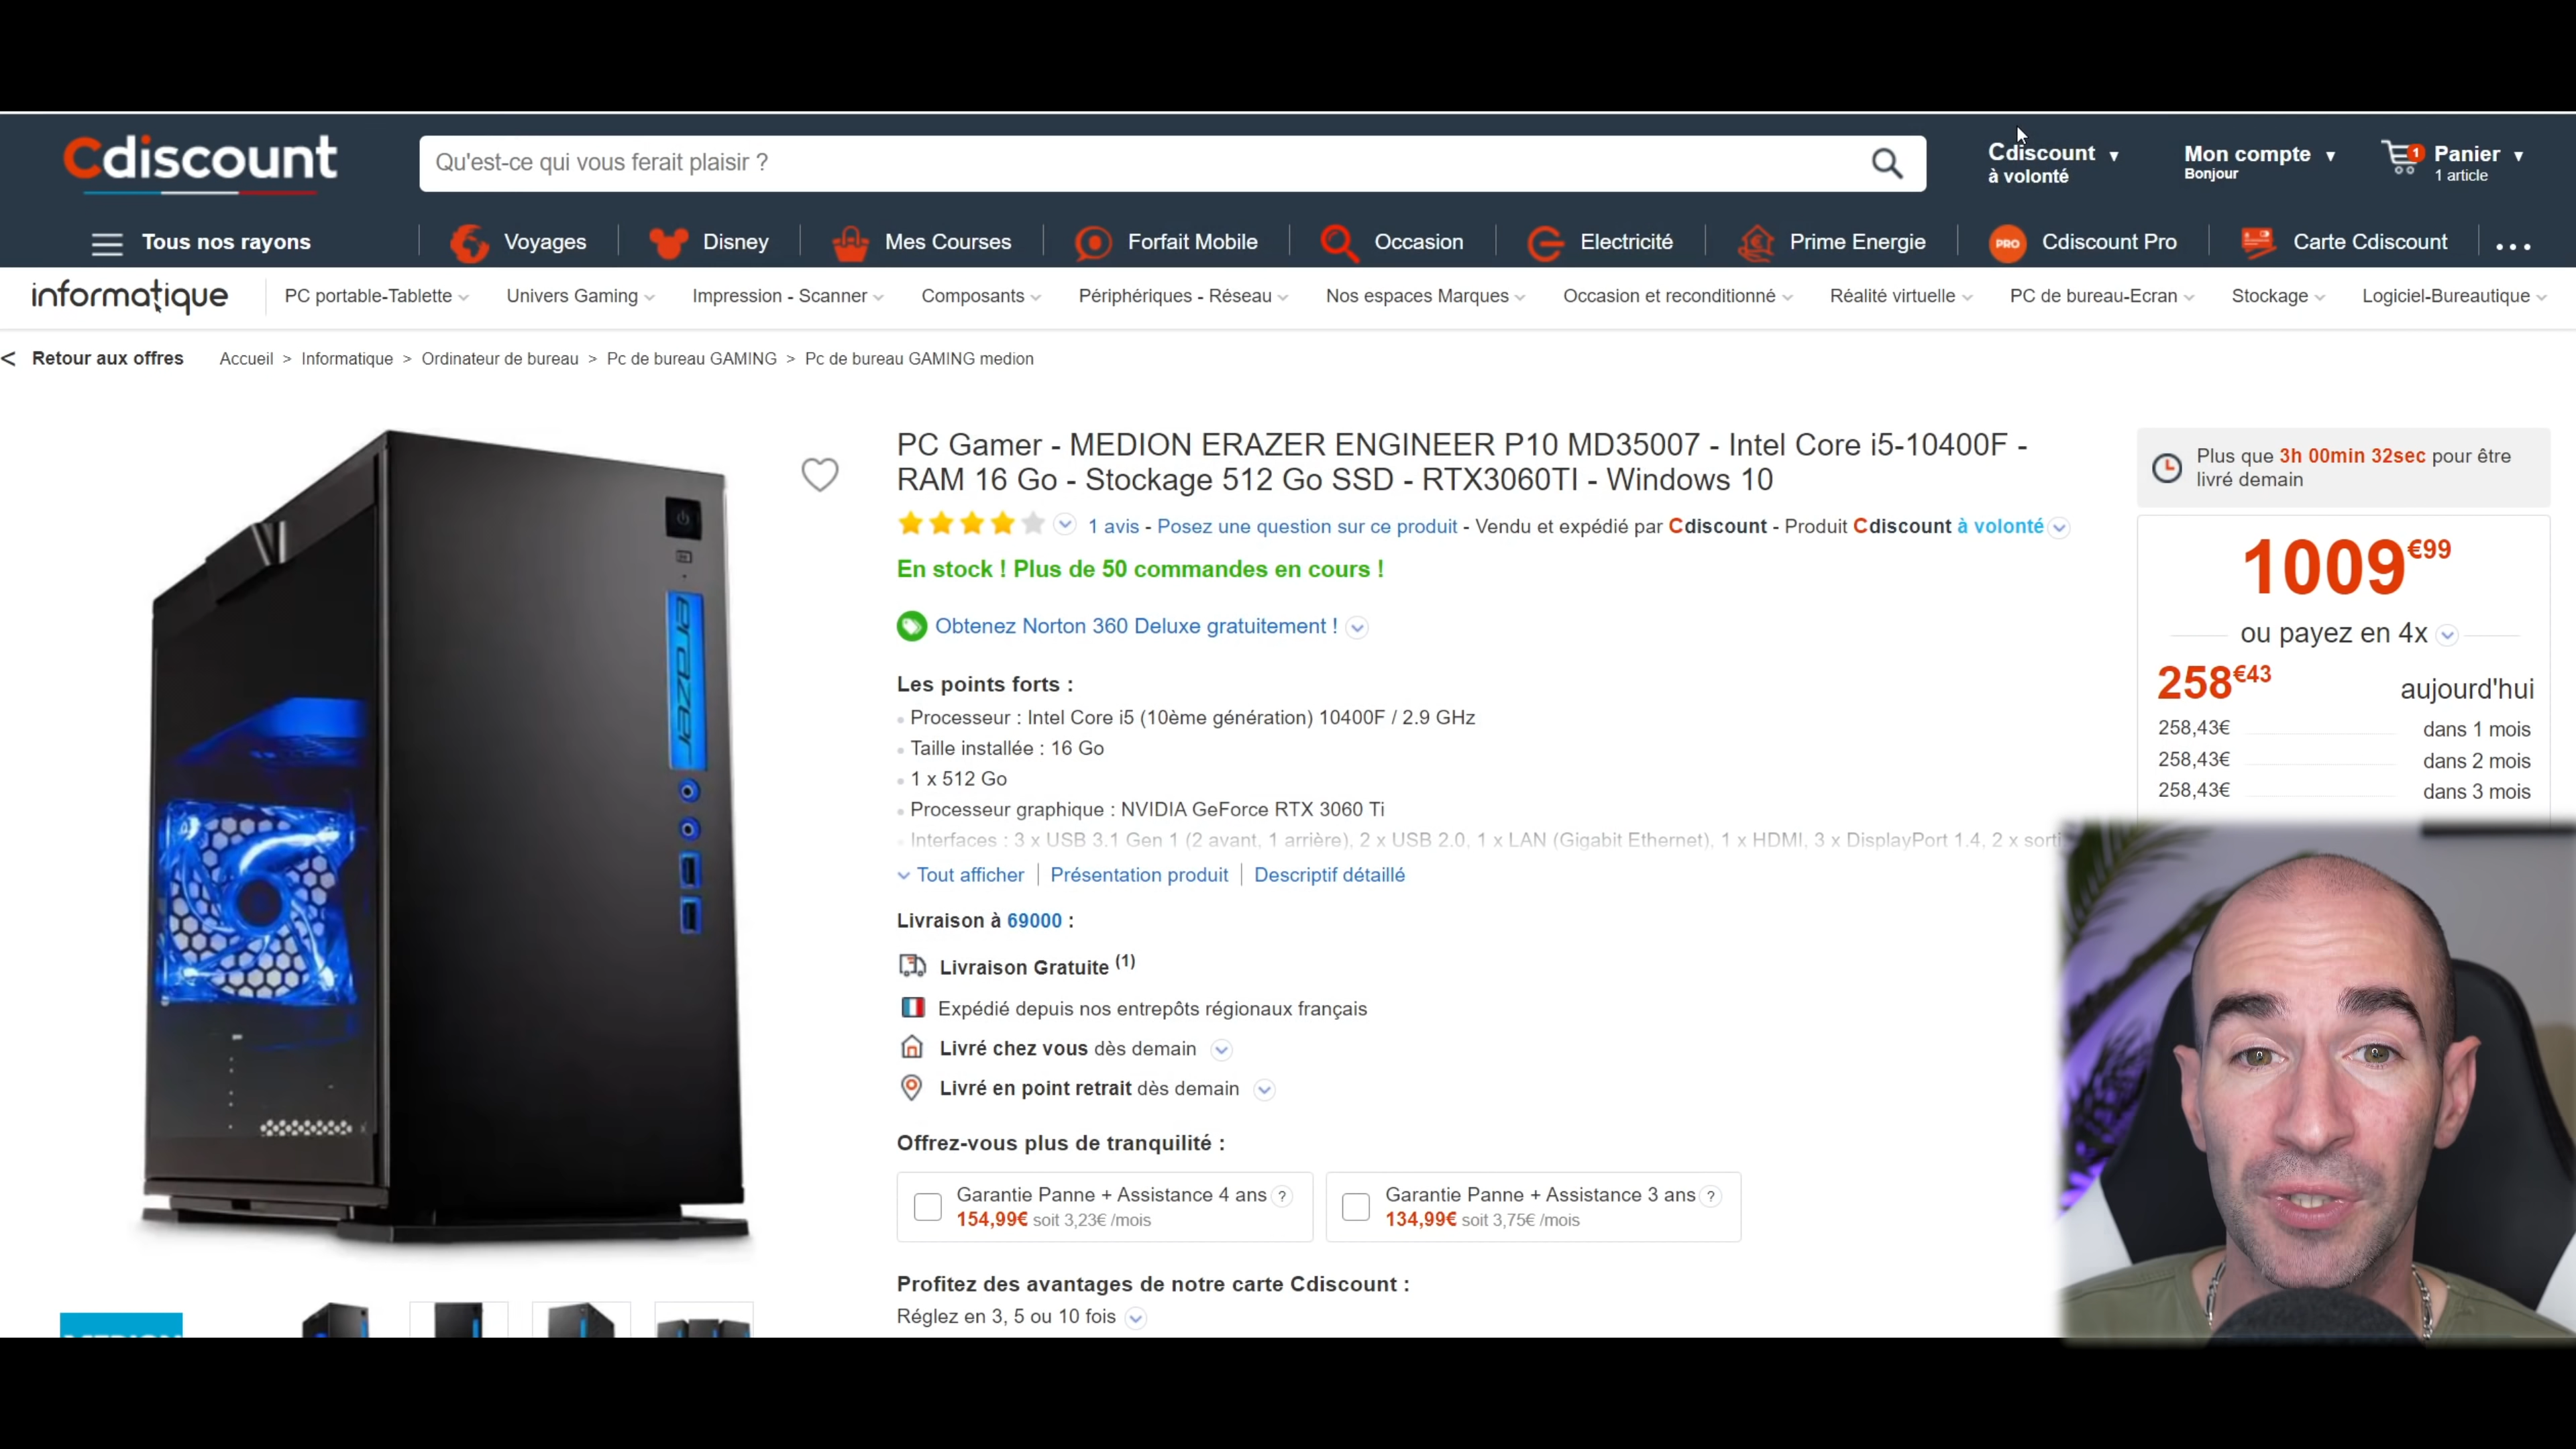 Cdiscount
Qu'est-ce qui vous ferait plaisir ?
Cdiscount à volonté
Mon compte
Bonjour
1
Panier
1 article
Tous nos rayons
Voyages
Disney
Mes Courses
Forfait Mobile
Occasion
Electricité
Prime Energie
PRO
Cdiscount Pro
Carte Cdiscount
...
informatique
PC portable-Tablette
Univers Gaming
Impression - Scanner
Composants
Périphériques - Réseau
Nos espaces Marques
Occasion et reconditionné
Réalité virtuelle
PC de bureau-Ecran
Stockage
Logiciel-Bureautique
< Retour aux offres
Accueil > Informatique > Ordinateur de bureau > Pc de bureau GAMING > Pc de bureau GAMING medion
erazer
PC Gamer - MEDION ERAZER ENGINEER P10 MD35007 - Intel Core i5-10400F -
RAM 16 Go - Stockage 512 Go SSD - RTX3060TI - Windows 10
1 avis - Posez une question sur ce produit - Vendu et expédié par Cdiscount - Produit Cdiscount à volonté
En stock ! Plus de 50 commandes en cours !
Obtenez Norton 360 Deluxe gratuitement !
Les points forts :
Processeur : Intel Core i5 (10ème génération) 10400F / 2.9 GHz
Taille installée : 16 Go
1 x 512 Go
Processeur graphique : NVIDIA GeForce RTX 3060 Ti
Interfaces : 3 x USB 3.1 Gen 1 (2 avant, 1 arrière), 2 x USB 2.0, 1 x LAN (Gigabit Ethernet), 1 x HDMI, 3 x DisplayPort 1.4, 2 x sorti
Tout afficher | Présentation produit | Descriptif détaillé
Livraison à 69000 :
Livraison Gratuite (1)
Expédié depuis nos entrepôts régionaux français
Livré chez vous dès demain
Livré en point retrait dès demain
Offrez-vous plus de tranquilité :
Garantie Panne + Assistance 4 ans ?
154,99€ soit 3,23€ /mois
Garantie Panne + Assistance 3 ans ?
134,99€ soit 3,75€ /mois
Profitez des avantages de notre carte Cdiscount :
Réglez en 3, 5 ou 10 fois
Plus que 3h 00min 32sec pour être
livré demain
1009€99
ou payez en 4x
258€43 aujourd'hui
258,43€ dans 1 mois
258,43€ dans 2 mois
258,43€ dans 3 mois